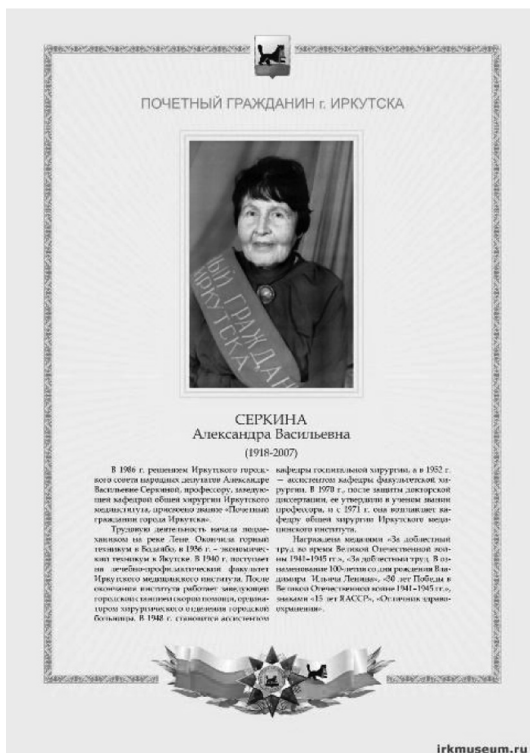 ПОЧЕТНЫЙ ГРАЖДАНИН г. ИРКУТСКА
ЫЙ ГРАЖДАН
ИРКУТСКА
СЕРКИНА
Александра Васильевна
(1918-2007)
В 1986 г. решением Иркутского городс-
кого совета народных депутатов Александре
Васильевне Серкиной, профессору, заведую-
щей кафедрой общей хирургии Иркутского
мединститута, присвоено звание «Почетный
гражданин города Иркутска».
Трудовую деятельность начала
на реке Лене. Окончила горный
техникум в Бодайбо, в 1936 г. – экономичес-
кий техникум в Якутске. В 1940 г. поступает
на лечебно-профилактический факультет
Иркутского медицинского института. После
окончания института работает заведующей
городской станцией скорой помощи, ордина-
тором хирургического отделения городской
больницы. В 1948 г. становится ассистентом
кафедры госпитальной хирургии, а в 1952 г.
— ассистентом кафедры факультетской хи-
рургии. В 1970 г., после защиты докторской
диссертации, ее утвердили в ученом звании
профессора, и с 1971 г. она возглавляет ка-
федру общей хирургии Иркутского меди-
цинского института.
Награждена медалями «За доблестный
труд во время Великой Отечественной вой-
ны 1941-1945 гг.», «За доблестный труд. В оз-
наменование 100-летия со дня рождения Вла-
димира Ильича Ленина», «30 лет Победы в
Великой Отечественной войне 1941-1945 гг.»,
знаками «15 лет ЯАССР», «Отличник здраво-
охранения».
irkmuseum.ru